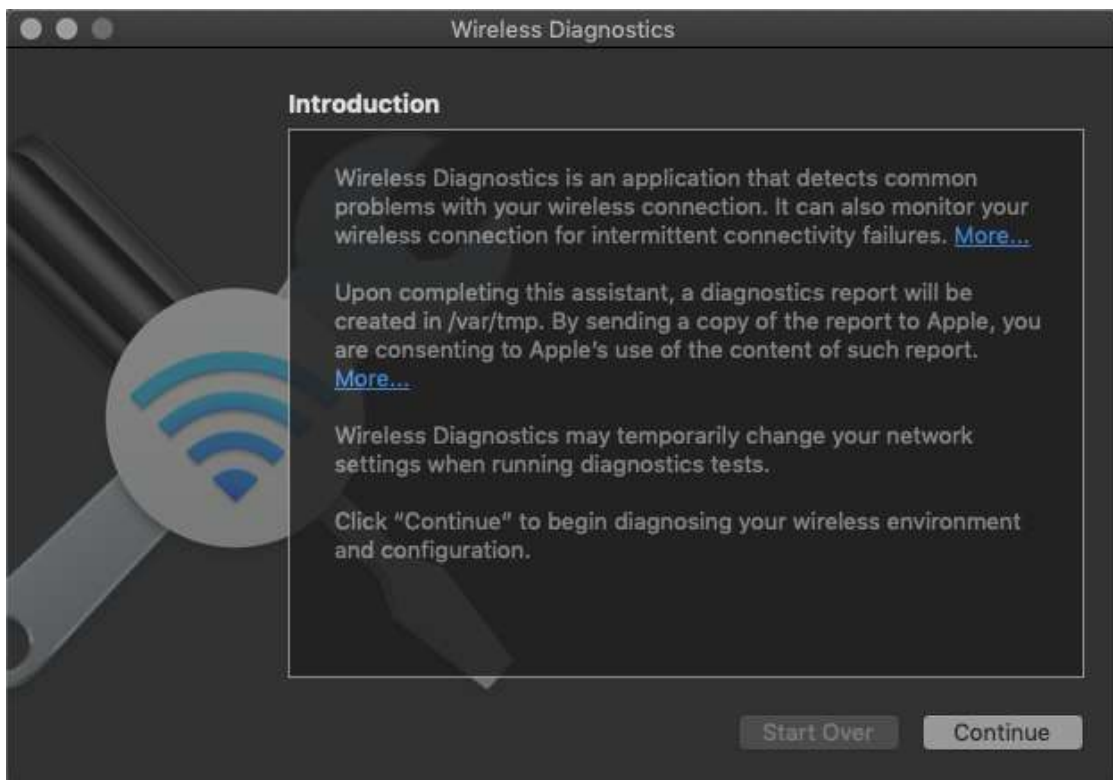 Wireless Diagnostics
Introduction
Wireless Diagnostics is an application that detects common
problems with your wireless connection. It can also monitor your
wireless connection for intermittent connectivity failures. More...
Upon completing this assistant, a diagnostics report will be
created in /var/tmp. By sending a copy of the report to Apple, you
are consenting to Apple's use of the content of such report.
More...
Wireless Diagnostics may temporarily change your network
settings when running diagnostics tests.
Click “Continue” to begin diagnosing your wireless environment
and configuration.
Start Over Continue